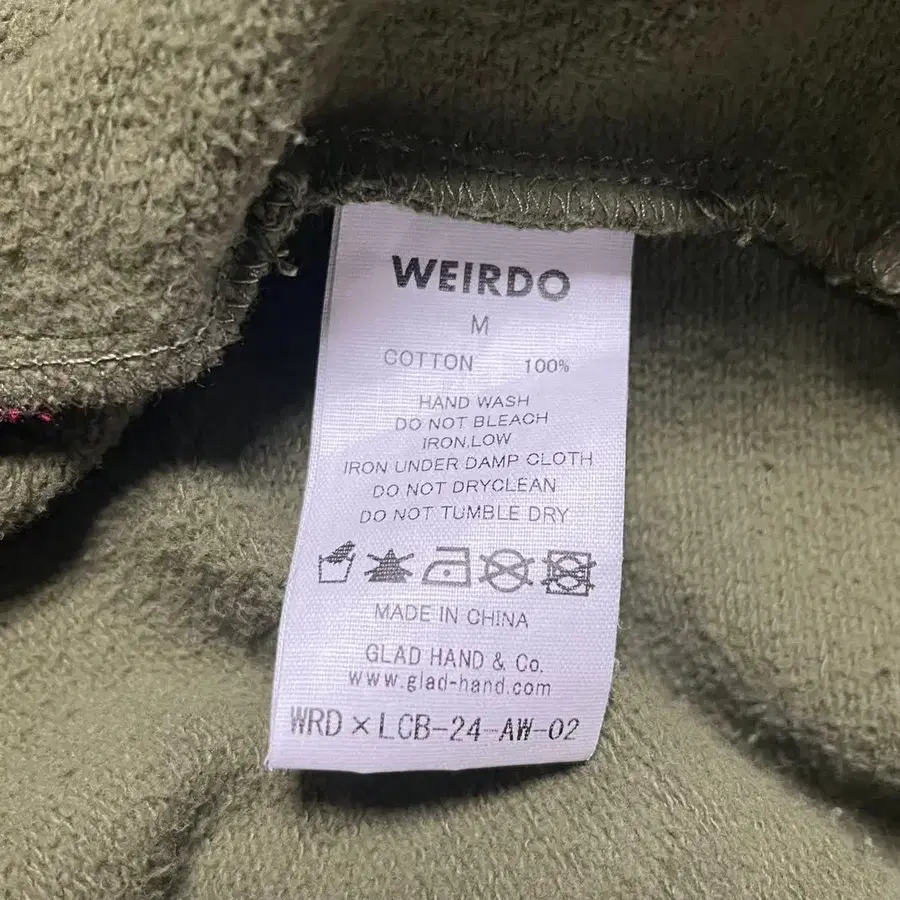 WEIRDO
M
COTTON 100%
HAND WASH
DO NOT BLEACH
IRON.LOW
IRON UNDER DAMP CLOTH
DO NOT DRYCLEAN
DO NOT TUMBLE DRY
MADE IN CHINA
GLAD HAND & Co.
www.glad-hand.com
WRD×LCB-24-AW-02